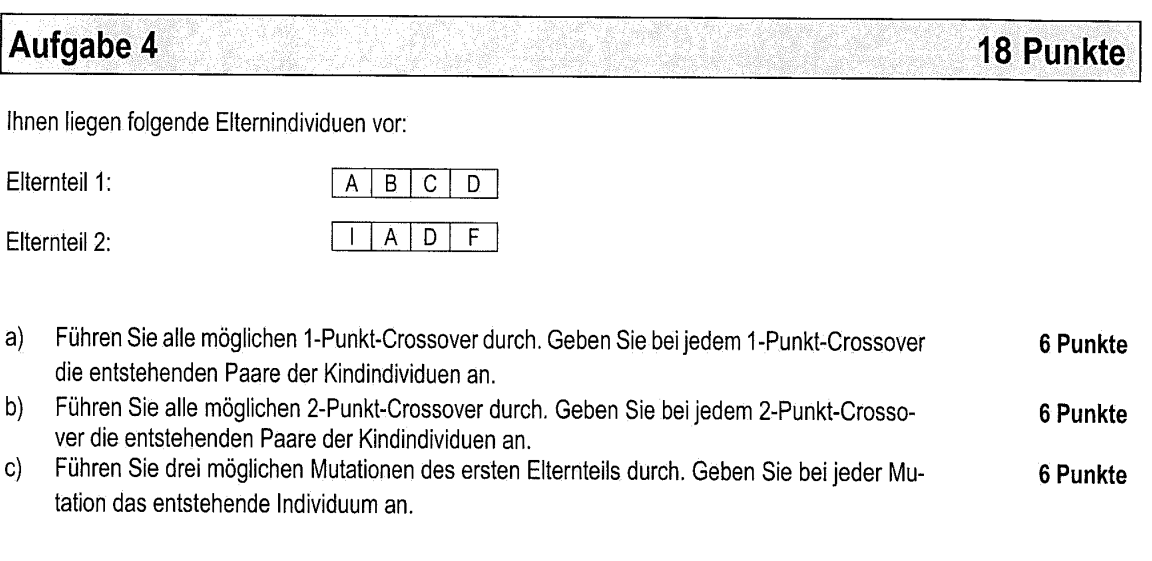 Aufgabe 4 18 Punkte
Ihnen liegen folgende Elternindividuen vor:
Elternteil 1: A B C D
Elternteil 2: I A D F
a) Führen Sie alle möglichen 1-Punkt-Crossover durch. Geben Sie bei jedem 1-Punkt-Crossover 6 Punkte
die entstehenden Paare der Kindindividuen an.
b) Führen Sie alle möglichen 2-Punkt-Crossover durch. Geben Sie bei jedem 2-Punkt-Crosso- 6 Punkte
ver die entstehenden Paare der Kindindividuen an.
c) Führen Sie drei möglichen Mutationen des ersten Elternteils durch. Geben Sie bei jeder Mu- 6 Punkte
tation das entstehende Individuum an.